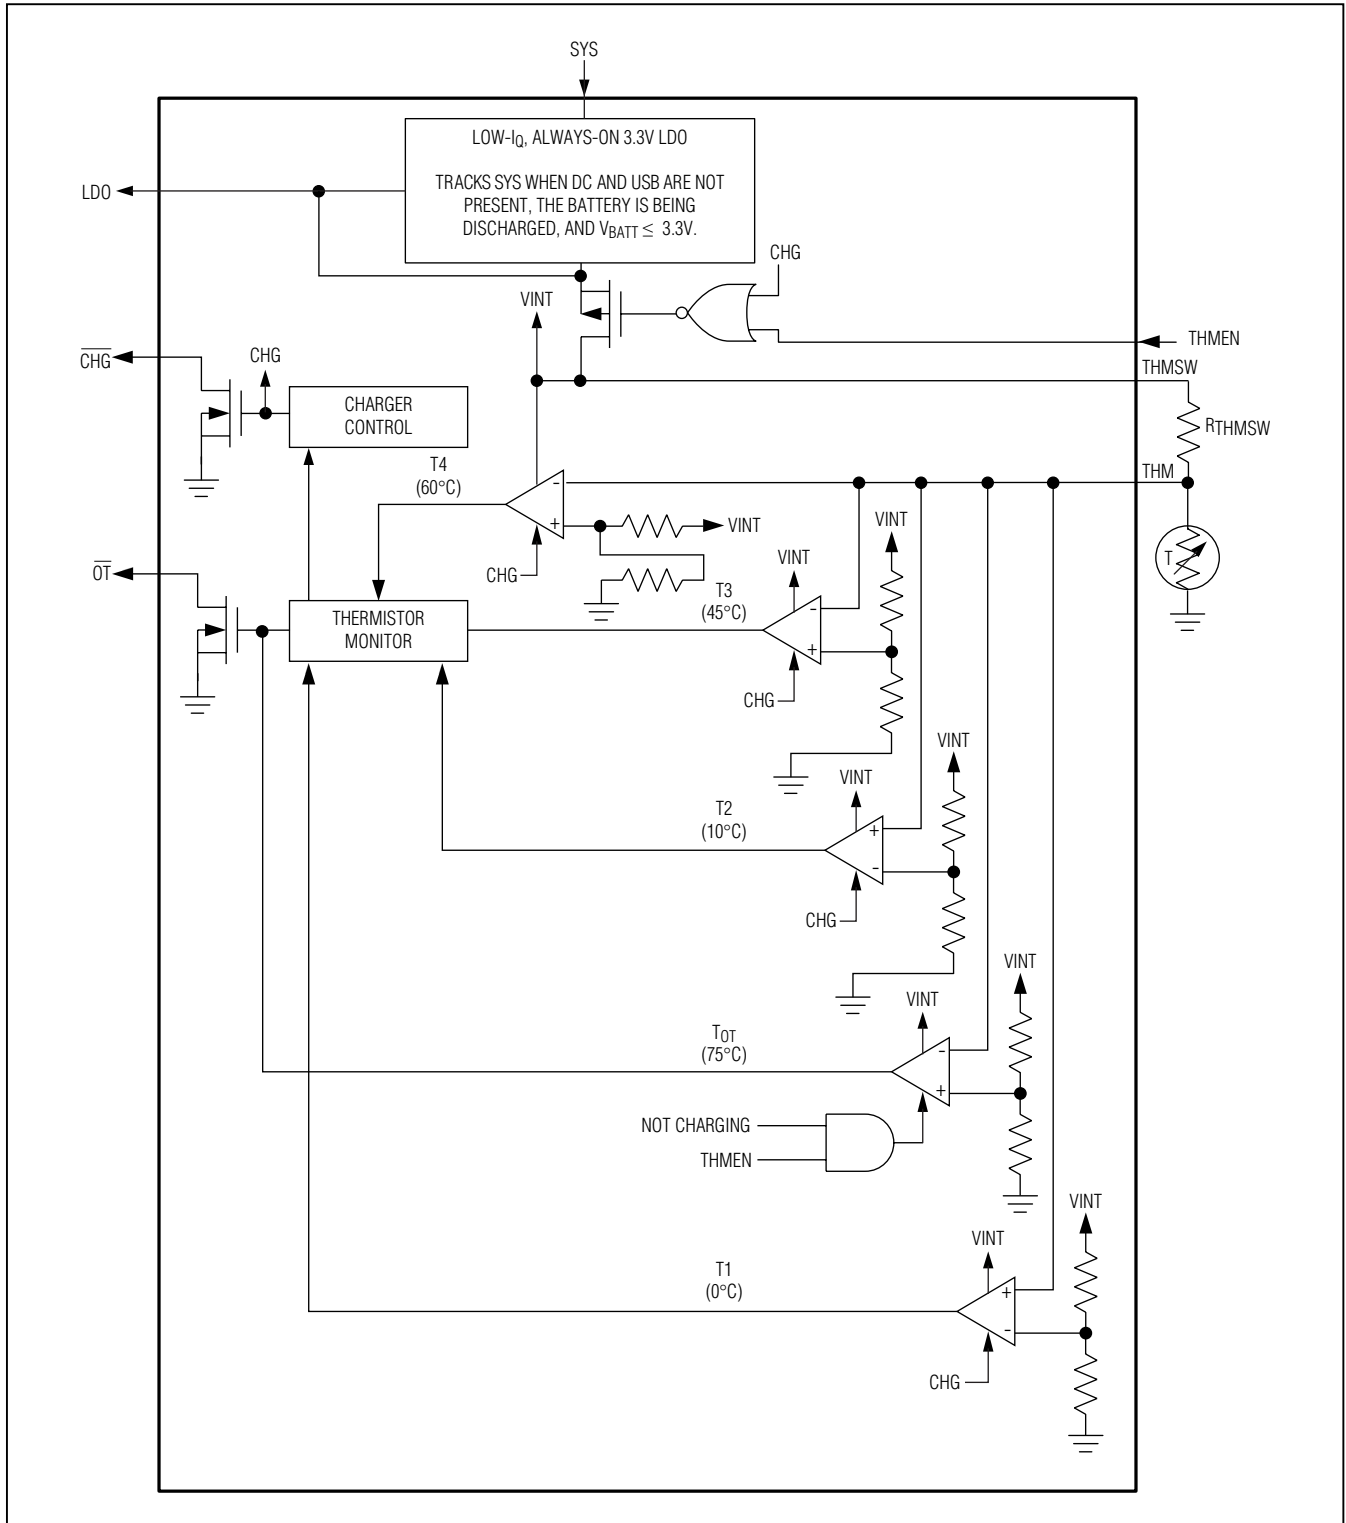 SYS
LOW-IQ, ALWAYS-ON 3.3V LDO
TRACKS SYS WHEN DC AND USB ARE NOT
PRESENT, THE BATTERY IS BEING
DISCHARGED, AND VBATT ≤ 3.3V.
LDO
CHG
VINT
THMEN
THMSW
CHG
CHG
CHARGER
CONTROL
RTHMSW
T4
(60°C)
THM
-
+
VINT
VINT
CHG
VINT
T
OT
T3
(45°C)
THERMISTOR
MONITOR
-
+
CHG
VINT
VINT
T2
(10°C)
+
-
CHG
VINT
VINT
TOT
(75°C)
-
+
NOT CHARGING
THMEN
VINT
VINT
T1
(0°C)
+
-
CHG